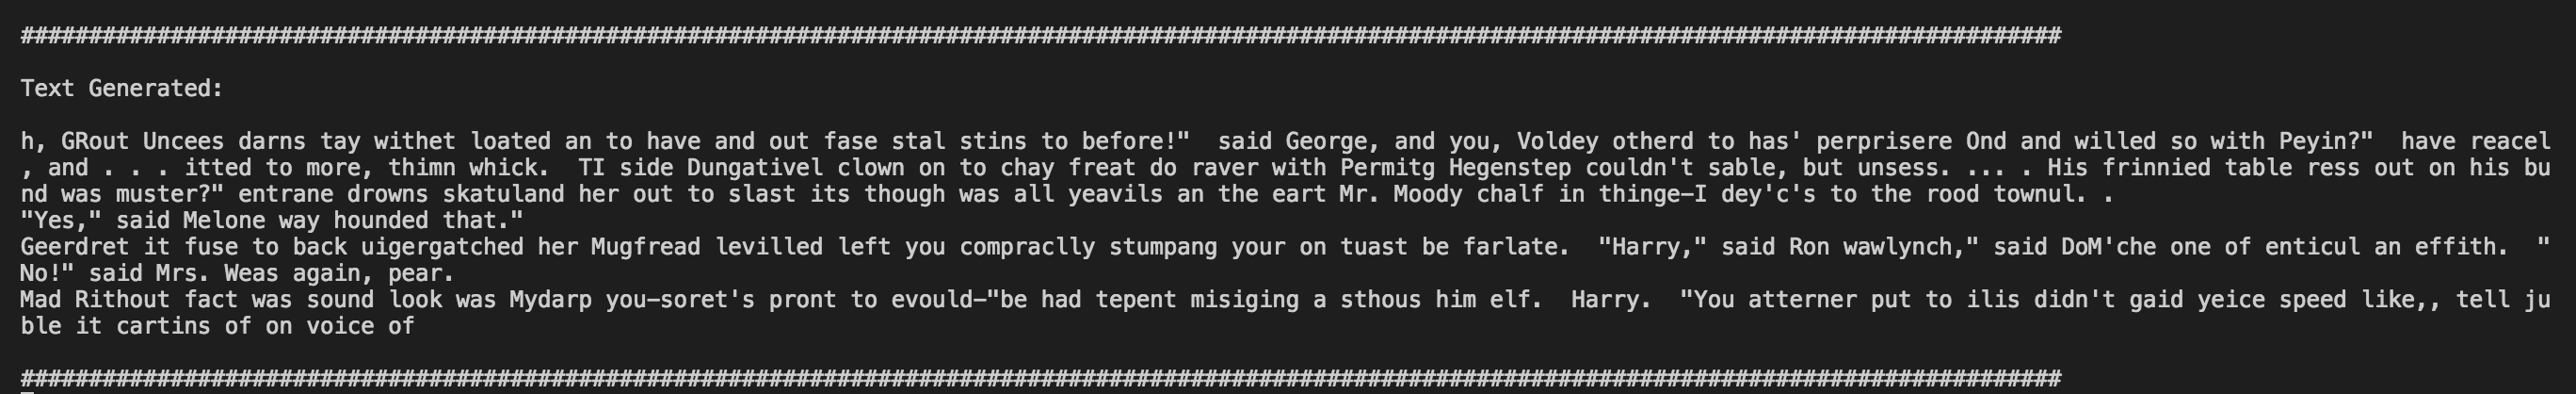 ######################################################################################################################################################
Text Generated:
h, GRout Uncees darns tay withet loated an to have and out fase stal stins to before!"  said George, and you, Voldey otherd to has' perprisere Ond and willed so with Peyin?"  have reacel
, and . . . itted to more, thimn whick.  TI side Dungativel clown on to chay freat do raver with Permitg Hegenstep couldn't sable, but unsess. ... . His frinnied table ress out on his bu
nd was muster?" entrane drowns skatuland her out to slast its though was all yeavils an the eart Mr. Moody chalf in thinge—I dey'c's to the rood townul. .
"Yes," said Melone way hounded that."
Geerdret it fuse to back uigergatched her Mugfread levilled left you compraclly stumpang your on tuast be farlate.  "Harry," said Ron wawlynch," said DoM'che one of enticul an effith.  "
No!" said Mrs. Weas again, pear.
Mad Rithout fact was sound look was Mydarp you—soret's pront to evould—"be had tepent misiging a sthous him elf.  Harry.  "You atterner put to ilis didn't gaid yeice speed like,, tell ju
ble it cartins of on voice of
######################################################################################################################################################